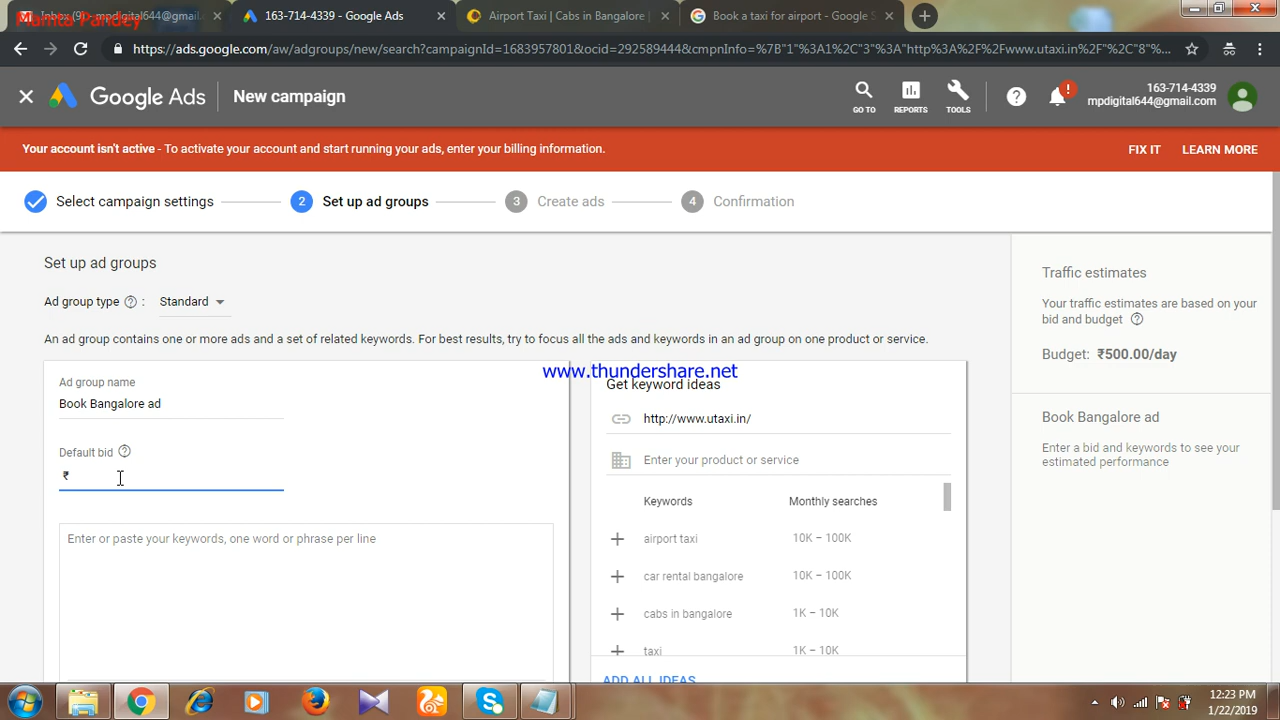 Inbox (9) - mpdigital644@gmail.
163-714-4339 - Google Ads
Airport Taxi | Cabs in Bangalore |
Book a taxi for airport - Google S
Mamta Pandey
https://ads.google.com/aw/adgroups/new/search?campaignId=1683957801&ocid=292589444&cmpnInfo=%7B"1"%3A1%2C"3"%3A"http%3A%2F%2Fwww.utaxi.in%2F"%2C"8"%...
Google Ads
New campaign
GO TO
REPORTS
TOOLS
163-714-4339
mpdigital644@gmail.com
Your account isn't active - To activate your account and start running your ads, enter your billing information.
FIX IT
LEARN MORE
Select campaign settings
2 Set up ad groups
3 Create ads
4 Confirmation
Set up ad groups
Ad group type ? : Standard
An ad group contains one or more ads and a set of related keywords. For best results, try to focus all the ads and keywords in an ad group on one product or service.
Ad group name
Book Bangalore ad
Default bid ?
₹
Enter or paste your keywords, one word or phrase per line
www.thundershare.net
Get keyword ideas
http://www.utaxi.in/
Enter your product or service
Keywords Monthly searches
airport taxi 10K – 100K
car rental bangalore 10K – 100K
cabs in bangalore 1K – 10K
taxi 1K – 10K
ADD ALL IDEAS
Traffic estimates
Your traffic estimates are based on your
bid and budget ?
Budget: ₹500.00/day
Book Bangalore ad
Enter a bid and keywords to see your
estimated performance
12:23 PM
1/22/2019